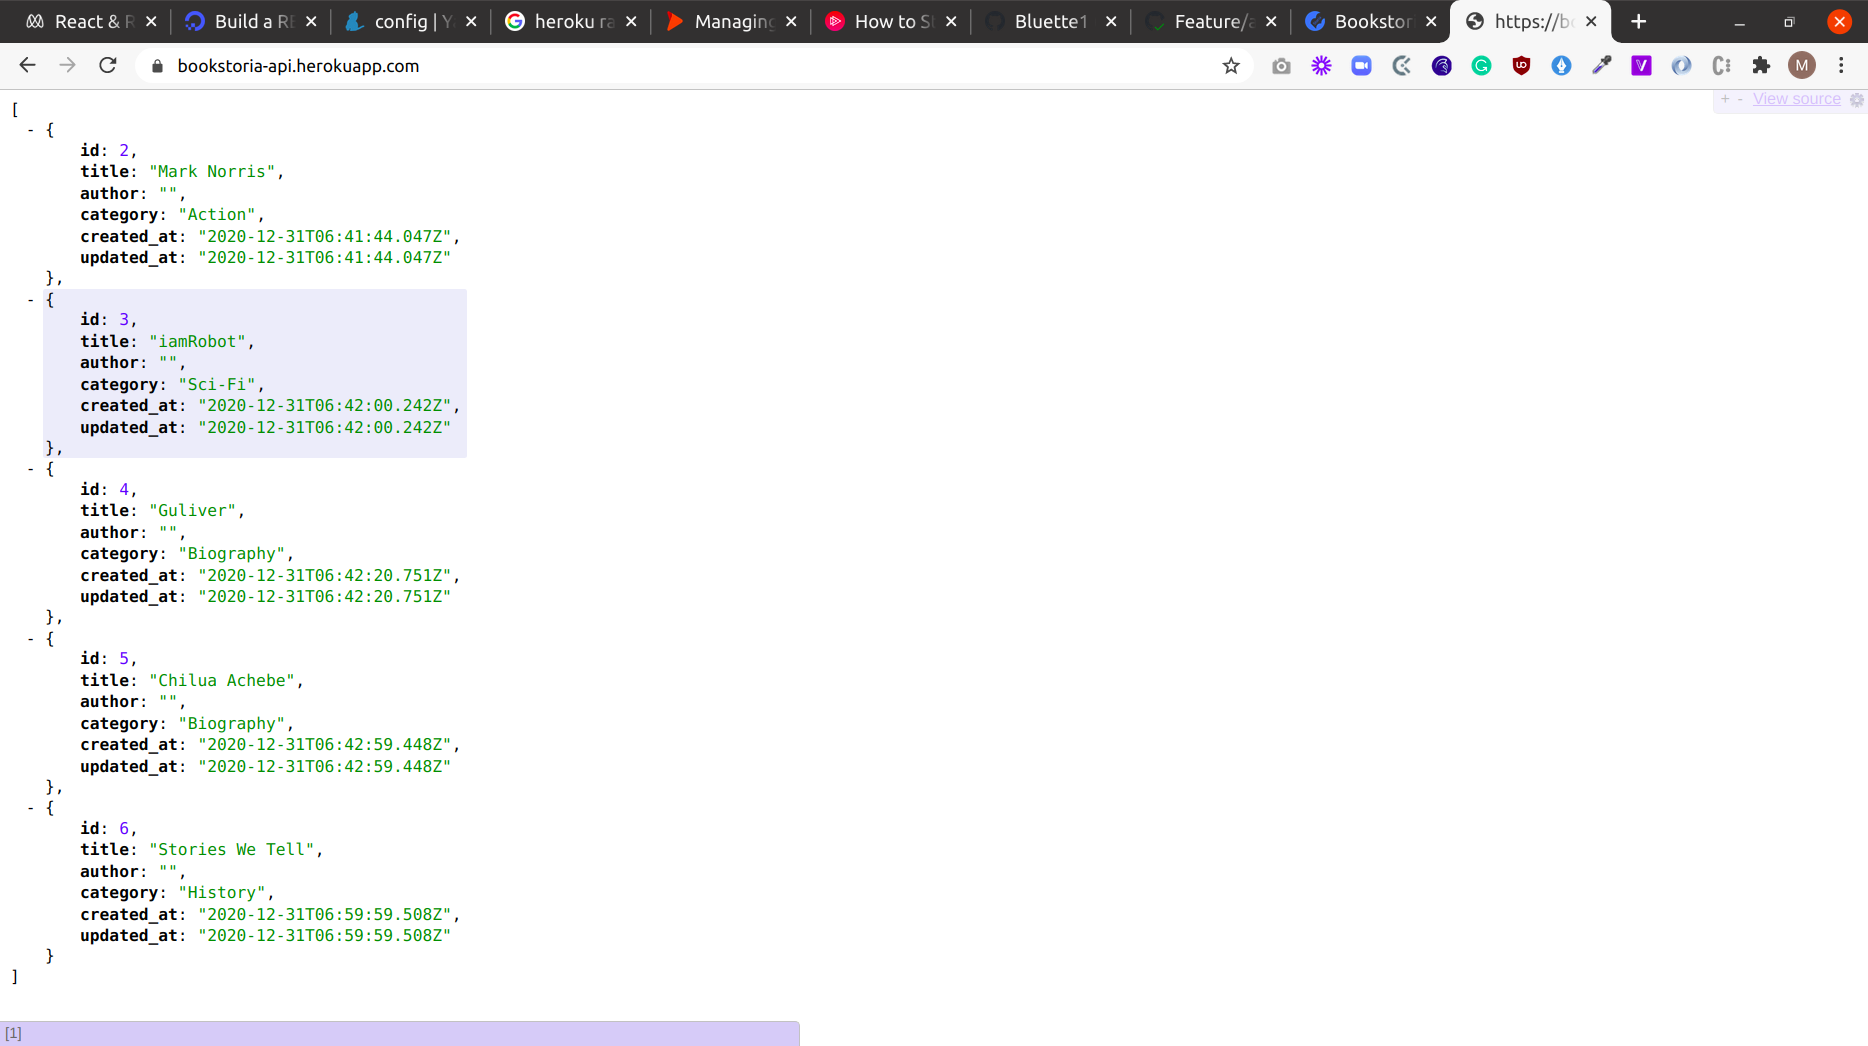 React & R
Build a RE
config | Ya
heroku ra
Managing
How to St
Bluette1
Feature/a
Bookstori
https://bo
bookstoria-api.herokuapp.com
M
+ - View source
[
- {
id: 2,
title: "Mark Norris",
author: "",
category: "Action",
created_at: "2020-12-31T06:41:44.047Z",
updated_at: "2020-12-31T06:41:44.047Z"
},
- {
id: 3,
title: "iamRobot",
author: "",
category: "Sci-Fi",
created_at: "2020-12-31T06:42:00.242Z",
updated_at: "2020-12-31T06:42:00.242Z"
},
- {
id: 4,
title: "Guliver",
author: "",
category: "Biography",
created_at: "2020-12-31T06:42:20.751Z",
updated_at: "2020-12-31T06:42:20.751Z"
},
- {
id: 5,
title: "Chilua Achebe",
author: "",
category: "Biography",
created_at: "2020-12-31T06:42:59.448Z",
updated_at: "2020-12-31T06:42:59.448Z"
},
- {
id: 6,
title: "Stories We Tell",
author: "",
category: "History",
created_at: "2020-12-31T06:59:59.508Z",
updated_at: "2020-12-31T06:59:59.508Z"
}
]
[1]